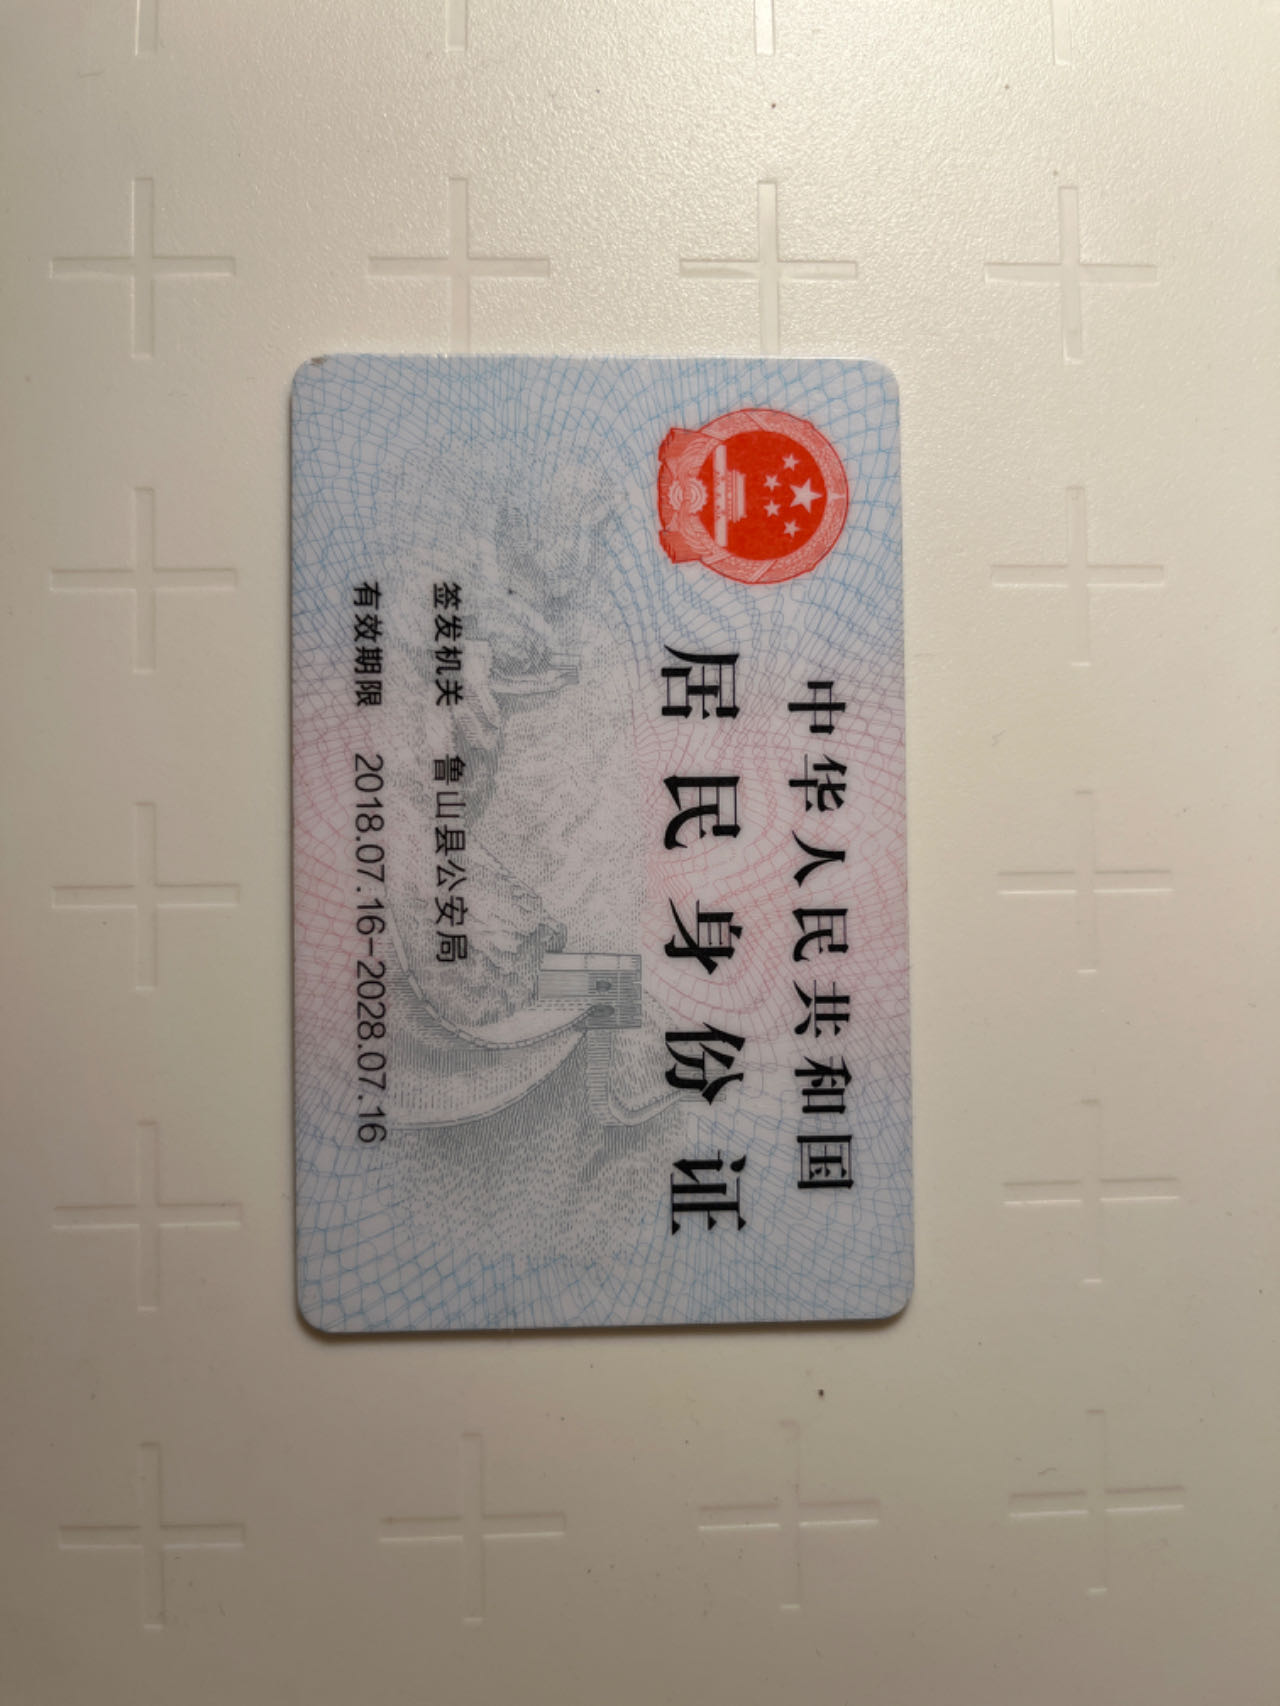 中华人民共和国
居民身份证
签发机关 鲁山县公安局
有效期限 2018.07.16-2028.07.16